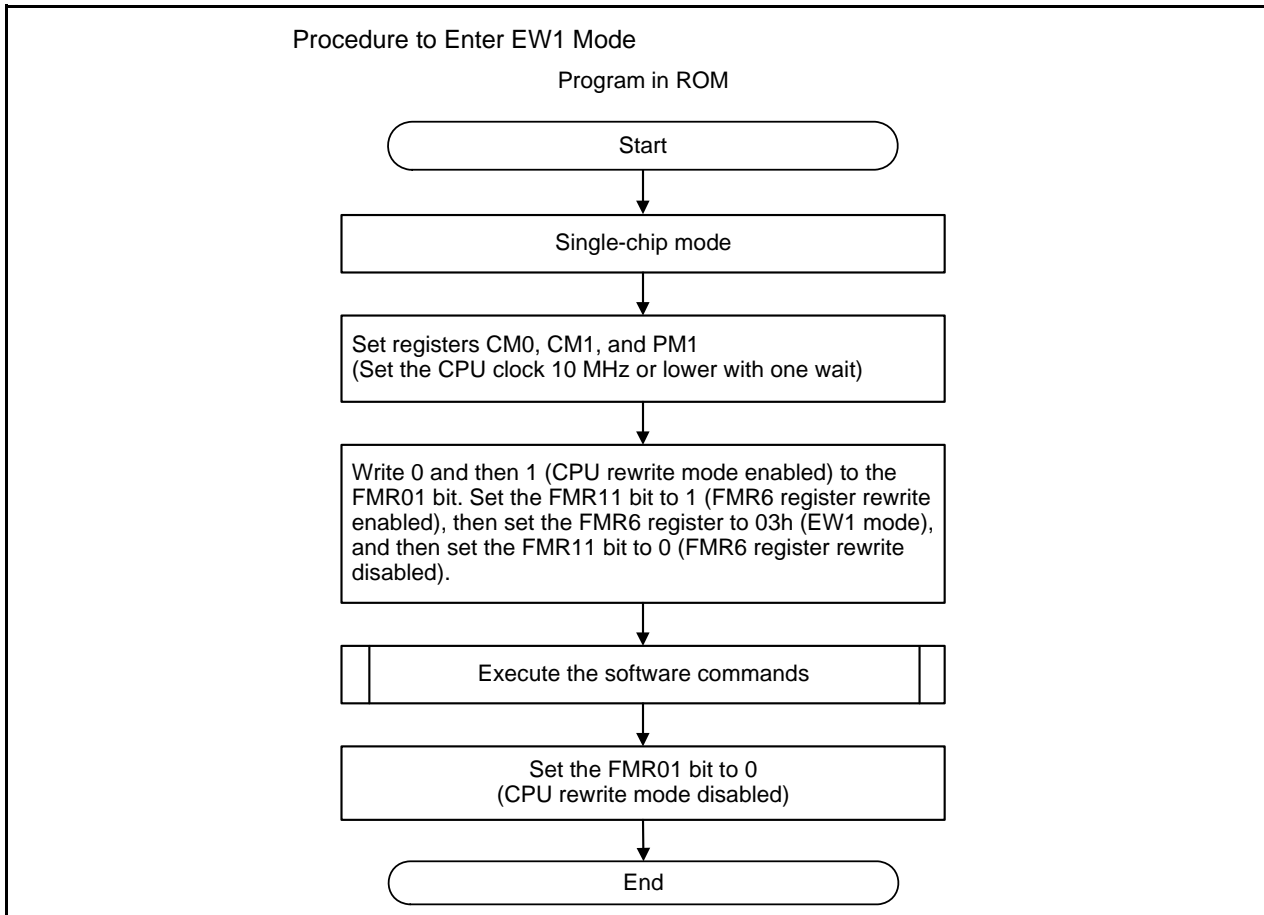 Procedure to Enter EW1 Mode
Program in ROM
Start
Single-chip mode
Set registers CM0, CM1, and PM1
(Set the CPU clock 10 MHz or lower with one wait)
Write 0 and then 1 (CPU rewrite mode enabled) to the
FMR01 bit. Set the FMR11 bit to 1 (FMR6 register rewrite
enabled), then set the FMR6 register to 03h (EW1 mode),
and then set the FMR11 bit to 0 (FMR6 register rewrite
disabled).
Execute the software commands
Set the FMR01 bit to 0
(CPU rewrite mode disabled)
End